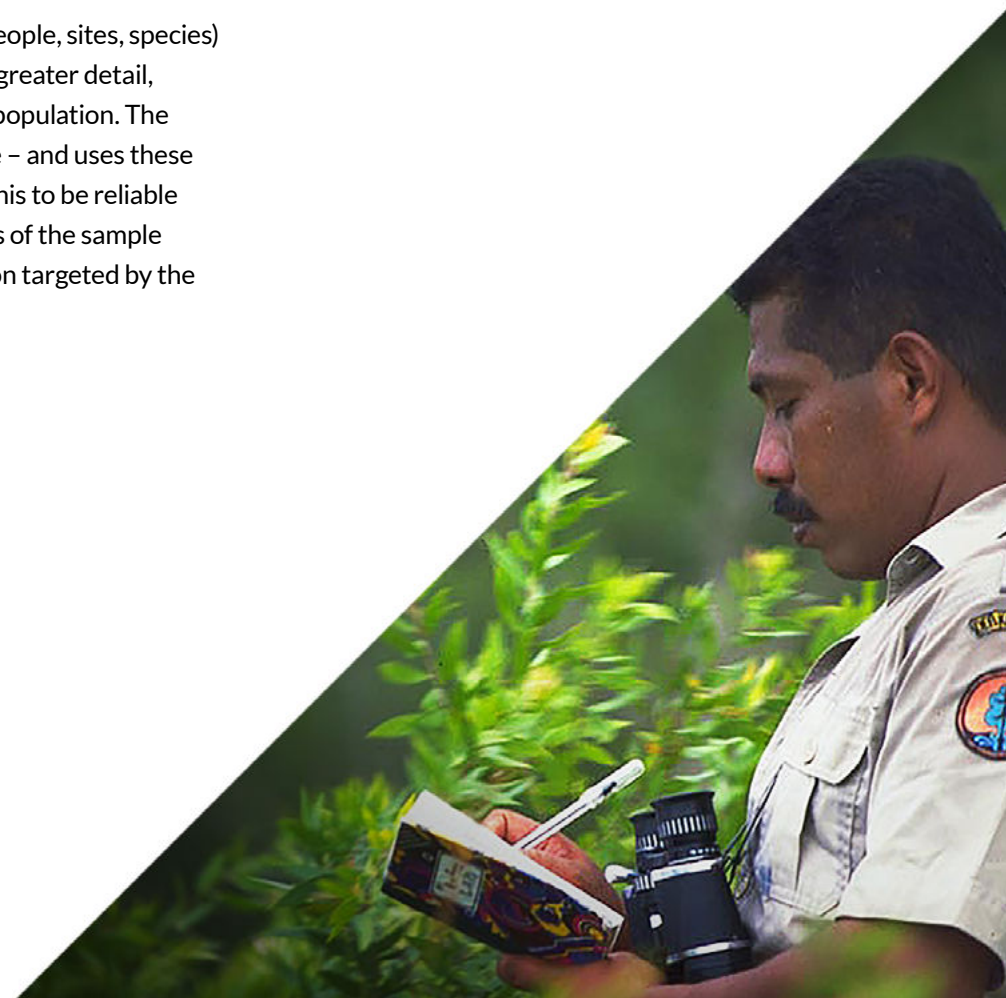 eople, sites, species)
greater detail,
population. The
– and uses these
his to be reliable
s of the sample
on targeted by the